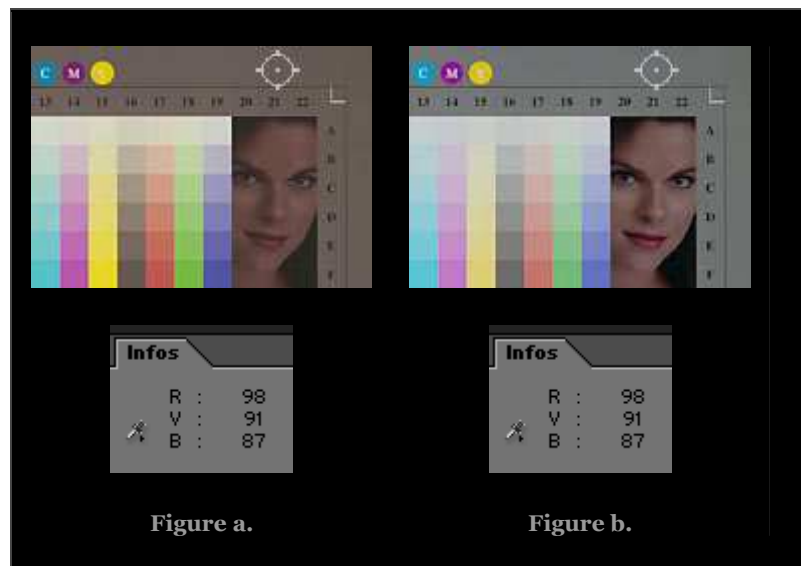 C M
13 14 15 16 17 18 19 20 21 22
A
B
C
D
E
F
C M
13 14 15 16 17 18 19 20 21 22
A
B
C
D
E
F
Infos
R : 98
V : 91
B : 87
Infos
R : 98
V : 91
B : 87
Figure a.
Figure b.